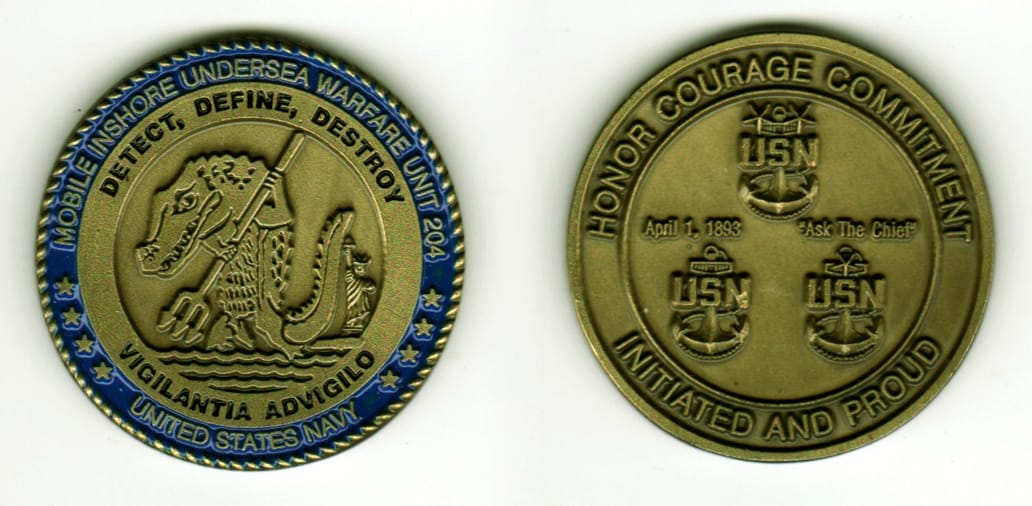 MOBILE INSHORE UNDERSEA WARFARE UNIT 204
DETECT, DEFINE, DESTROY
VIGILANTIA ADVIGILO
UNITED STATES NAVY
HONOR COURAGE COMMITMENT
USN
April 1, 1893
"Ask The Chief"
USN
USN
INITIATED AND PROUD